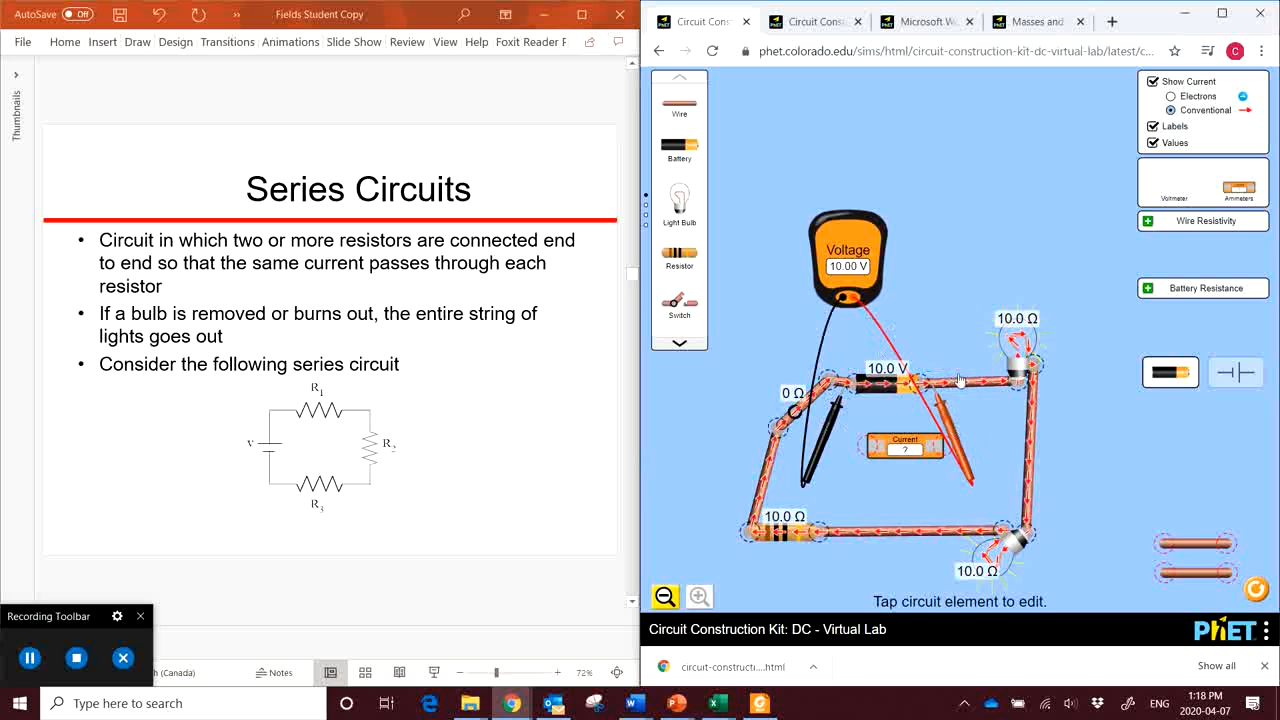 AutoSave Off
Fields Student Copy
File Home Insert Draw Design Transitions Animations Slide Show Review View Help Foxit Reader P
Thumbnails
Series Circuits
• Circuit in which two or more resistors are connected end
to end so that the same current passes through each
resistor
• If a bulb is removed or burns out, the entire string of
lights goes out
• Consider the following series circuit
R1
V
R2
R3
Recording Toolbar
(Canada)
Notes
72%
Circuit Cons
Circuit Cons
Microsoft Wo
Masses and
phet.colorado.edu/sims/html/circuit-construction-kit-dc-virtual-lab/latest/c...
C
Wire
Battery
Light Bulb
Resistor
Switch
Show Current
Electrons
Conventional
Labels
Values
Voltmeter
Ammeters
Wire Resistivity
Battery Resistance
Voltage
10.00 V
10.0 Ω
10.0 V
0 Ω
Current
?
10.0 Ω
10.0 Ω
Tap circuit element to edit.
Circuit Construction Kit: DC - Virtual Lab
PhET
circuit-constructi....html
Show all
Type here to search
ENG
1:18 PM
2020-04-07